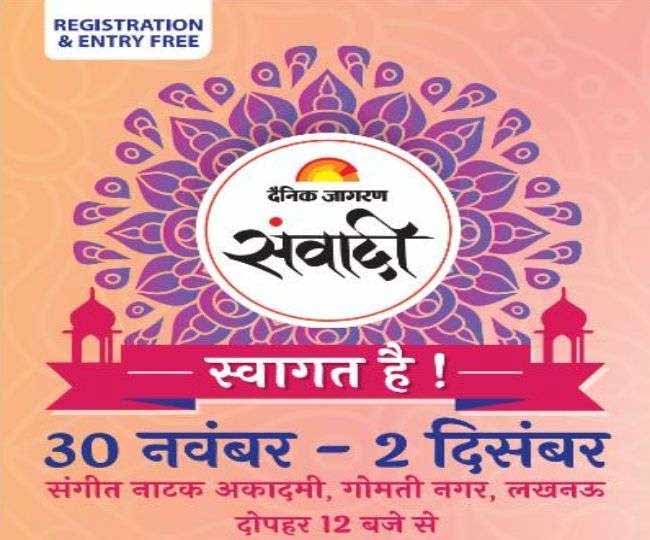 REGISTRATION
& ENTRY FREE
दैनिक जागरण
संवादी
स्वागत है !
30 नवंबर - 2 दिसंबर
संगीत नाटक अकादमी, गोमती नगर, लखनऊ
दोपहर 12 बजे से